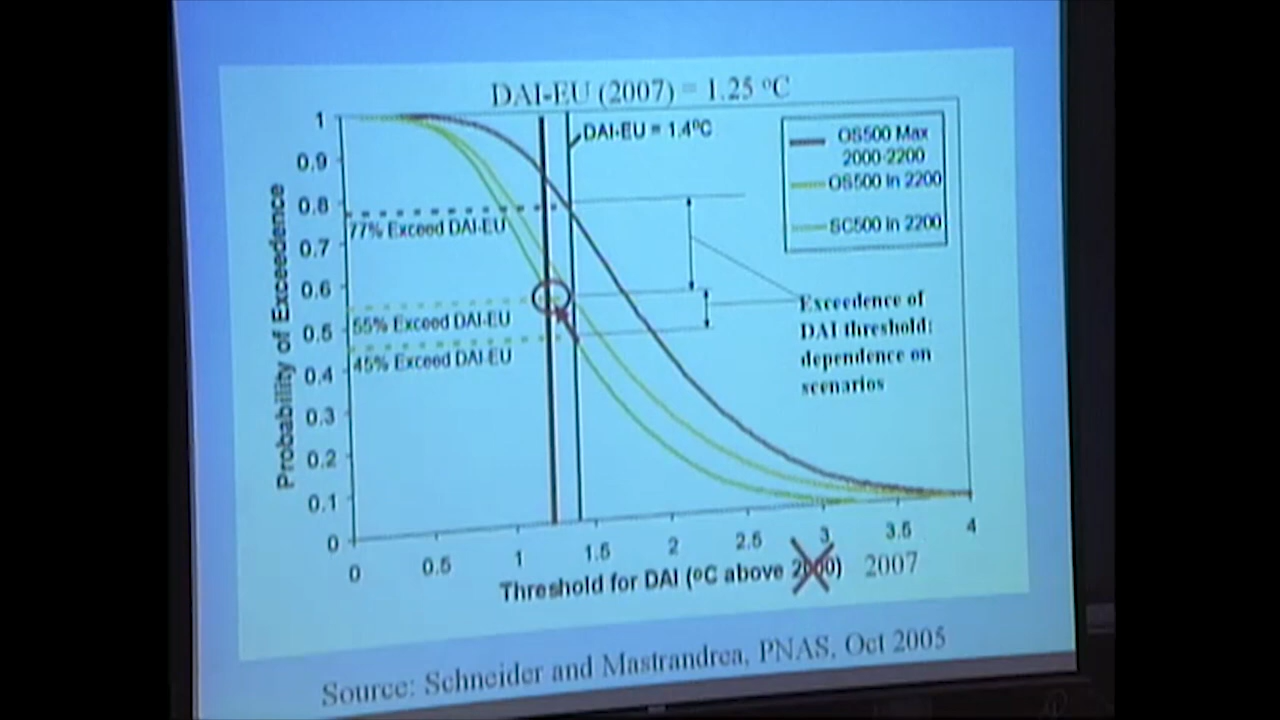 DAI-EU (2007) = 1.25 ºC
DAI-EU = 1.4ºC
OS500 Max
2000-2200
OS500 in 2200
SC500 in 2200
Probability of Exceedence
1
0.9
0.8
0.7
0.6
0.5
0.4
0.3
0.2
0.1
0
77% Exceed DAI-EU
55% Exceed DAI-EU
45% Exceed DAI-EU
Exceedence of
DAI threshold:
dependence on
scenarios
0 0.5 1 1.5 2 2.5 3 3.5 4
Threshold for DAI (ºC above 2000) 2007
Source: Schneider and Mastrandrea, PNAS, Oct 2005